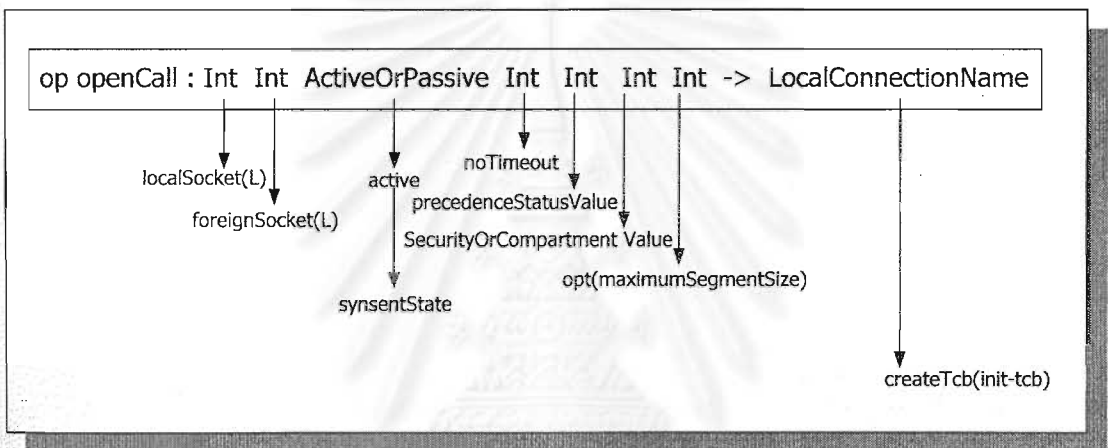 op openCall : Int Int ActiveOrPassive Int Int Int Int -> LocalConnectionName
noTimeout
localSocket(L)
active
precedenceStatusValue
foreignSocket(L)
SecurityOrCompartment Value
opt(maximumSegmentSize)
synsentState
createTcb(init-tcb)